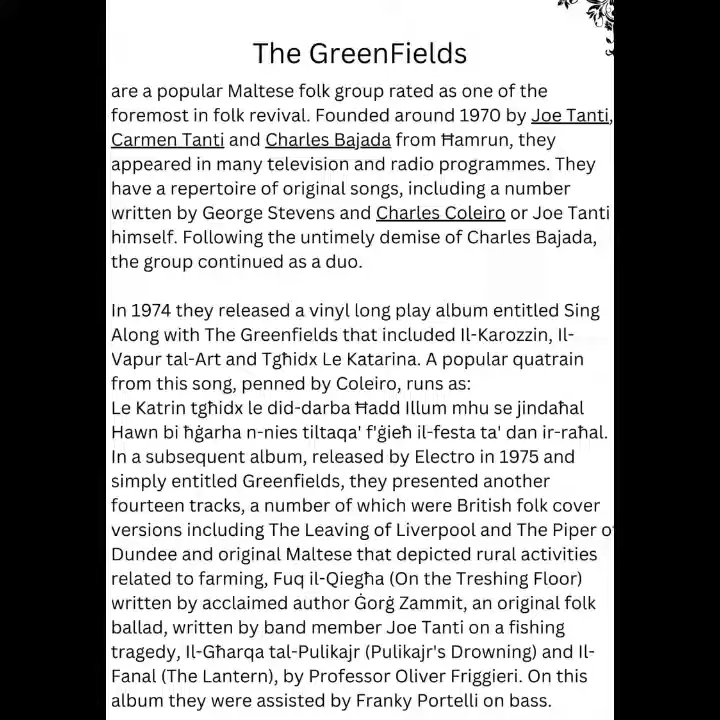 The GreenFields
are a popular Maltese folk group rated as one of the
foremost in folk revival. Founded around 1970 by Joe Tanti,
Carmen Tanti and Charles Bajada from Ħamrun, they
appeared in many television and radio programmes. They
have a repertoire of original songs, including a number
written by George Stevens and Charles Coleiro or Joe Tanti
himself. Following the untimely demise of Charles Bajada,
the group continued as a duo.
In 1974 they released a vinyl long play album entitled Sing
Along with The Greenfields that included Il-Karozzin, Il-
Vapur tal-Art and Tgħidx Le Katarina. A popular quatrain
from this song, penned by Coleiro, runs as:
Le Katrin tgħidx le did-darba Ħadd Illum mhu se jindaħal
Hawn bi ħġarha n-nies tiltaqa' f'ġieħ il-festa ta' dan ir-raħal.
In a subsequent album, released by Electro in 1975 and
simply entitled Greenfields, they presented another
fourteen tracks, a number of which were British folk cover
versions including The Leaving of Liverpool and The Piper of
Dundee and original Maltese that depicted rural activities
related to farming, Fuq il-Qiegħa (On the Treshing Floor)
written by acclaimed author Ġorġ Zammit, an original folk
ballad, written by band member Joe Tanti on a fishing
tragedy, Il-Għarqa tal-Pulikajr (Pulikajr's Drowning) and Il-
Fanal (The Lantern), by Professor Oliver Friggieri. On this
album they were assisted by Franky Portelli on bass.